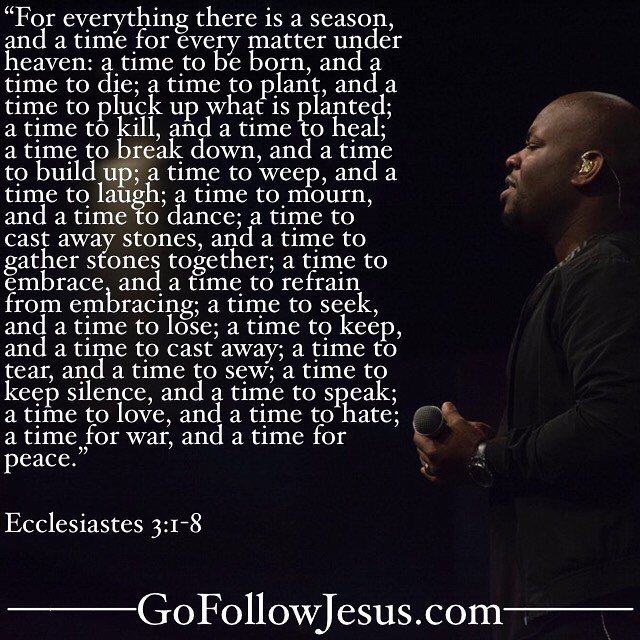 “For everything there is a season,
and a time for every matter under
heaven: a time to be born, and a
time to die; a time to plant, and a
time to pluck up what is planted;
a time to kill, and a time to heal;
a time to break down, and a time
to build up; a time to weep, and a
time to laugh; a time to mourn,
and a time to dance; a time to
cast away stones, and a time to
gather stones together; a time to
embrace, and a time to refrain
from embracing; a time to seek,
and a time to lose; a time to keep,
and a time to cast away; a time to
tear, and a time to sew; a time to
keep silence, and a time to speak;
a time to love, and a time to hate;
a time for war, and a time for
peace.”
Ecclesiastes 3:1-8
GoFollowJesus.com